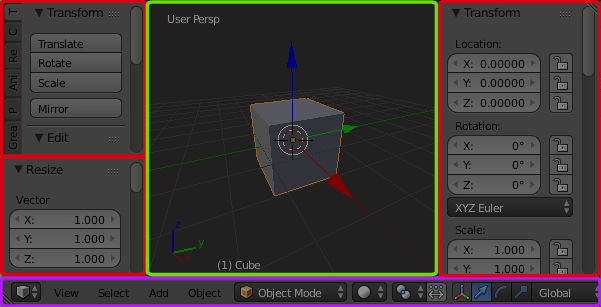 T
C
Re
Ani
P
Grea
Transform
Translate
Rotate
Scale
Mirror
Edit
Resize
Vector
X: 1.000
Y: 1.000
Z: 1.000
User Persp
z
y
(1) Cube
Transform
Location:
X: 0.00000
Y: 0.00000
Z: 0.00000
Rotation:
X: 0°
Y: 0°
Z: 0°
XYZ Euler
Scale:
X: 1.000
Y: 1.000
View Select Add Object Object Mode Global